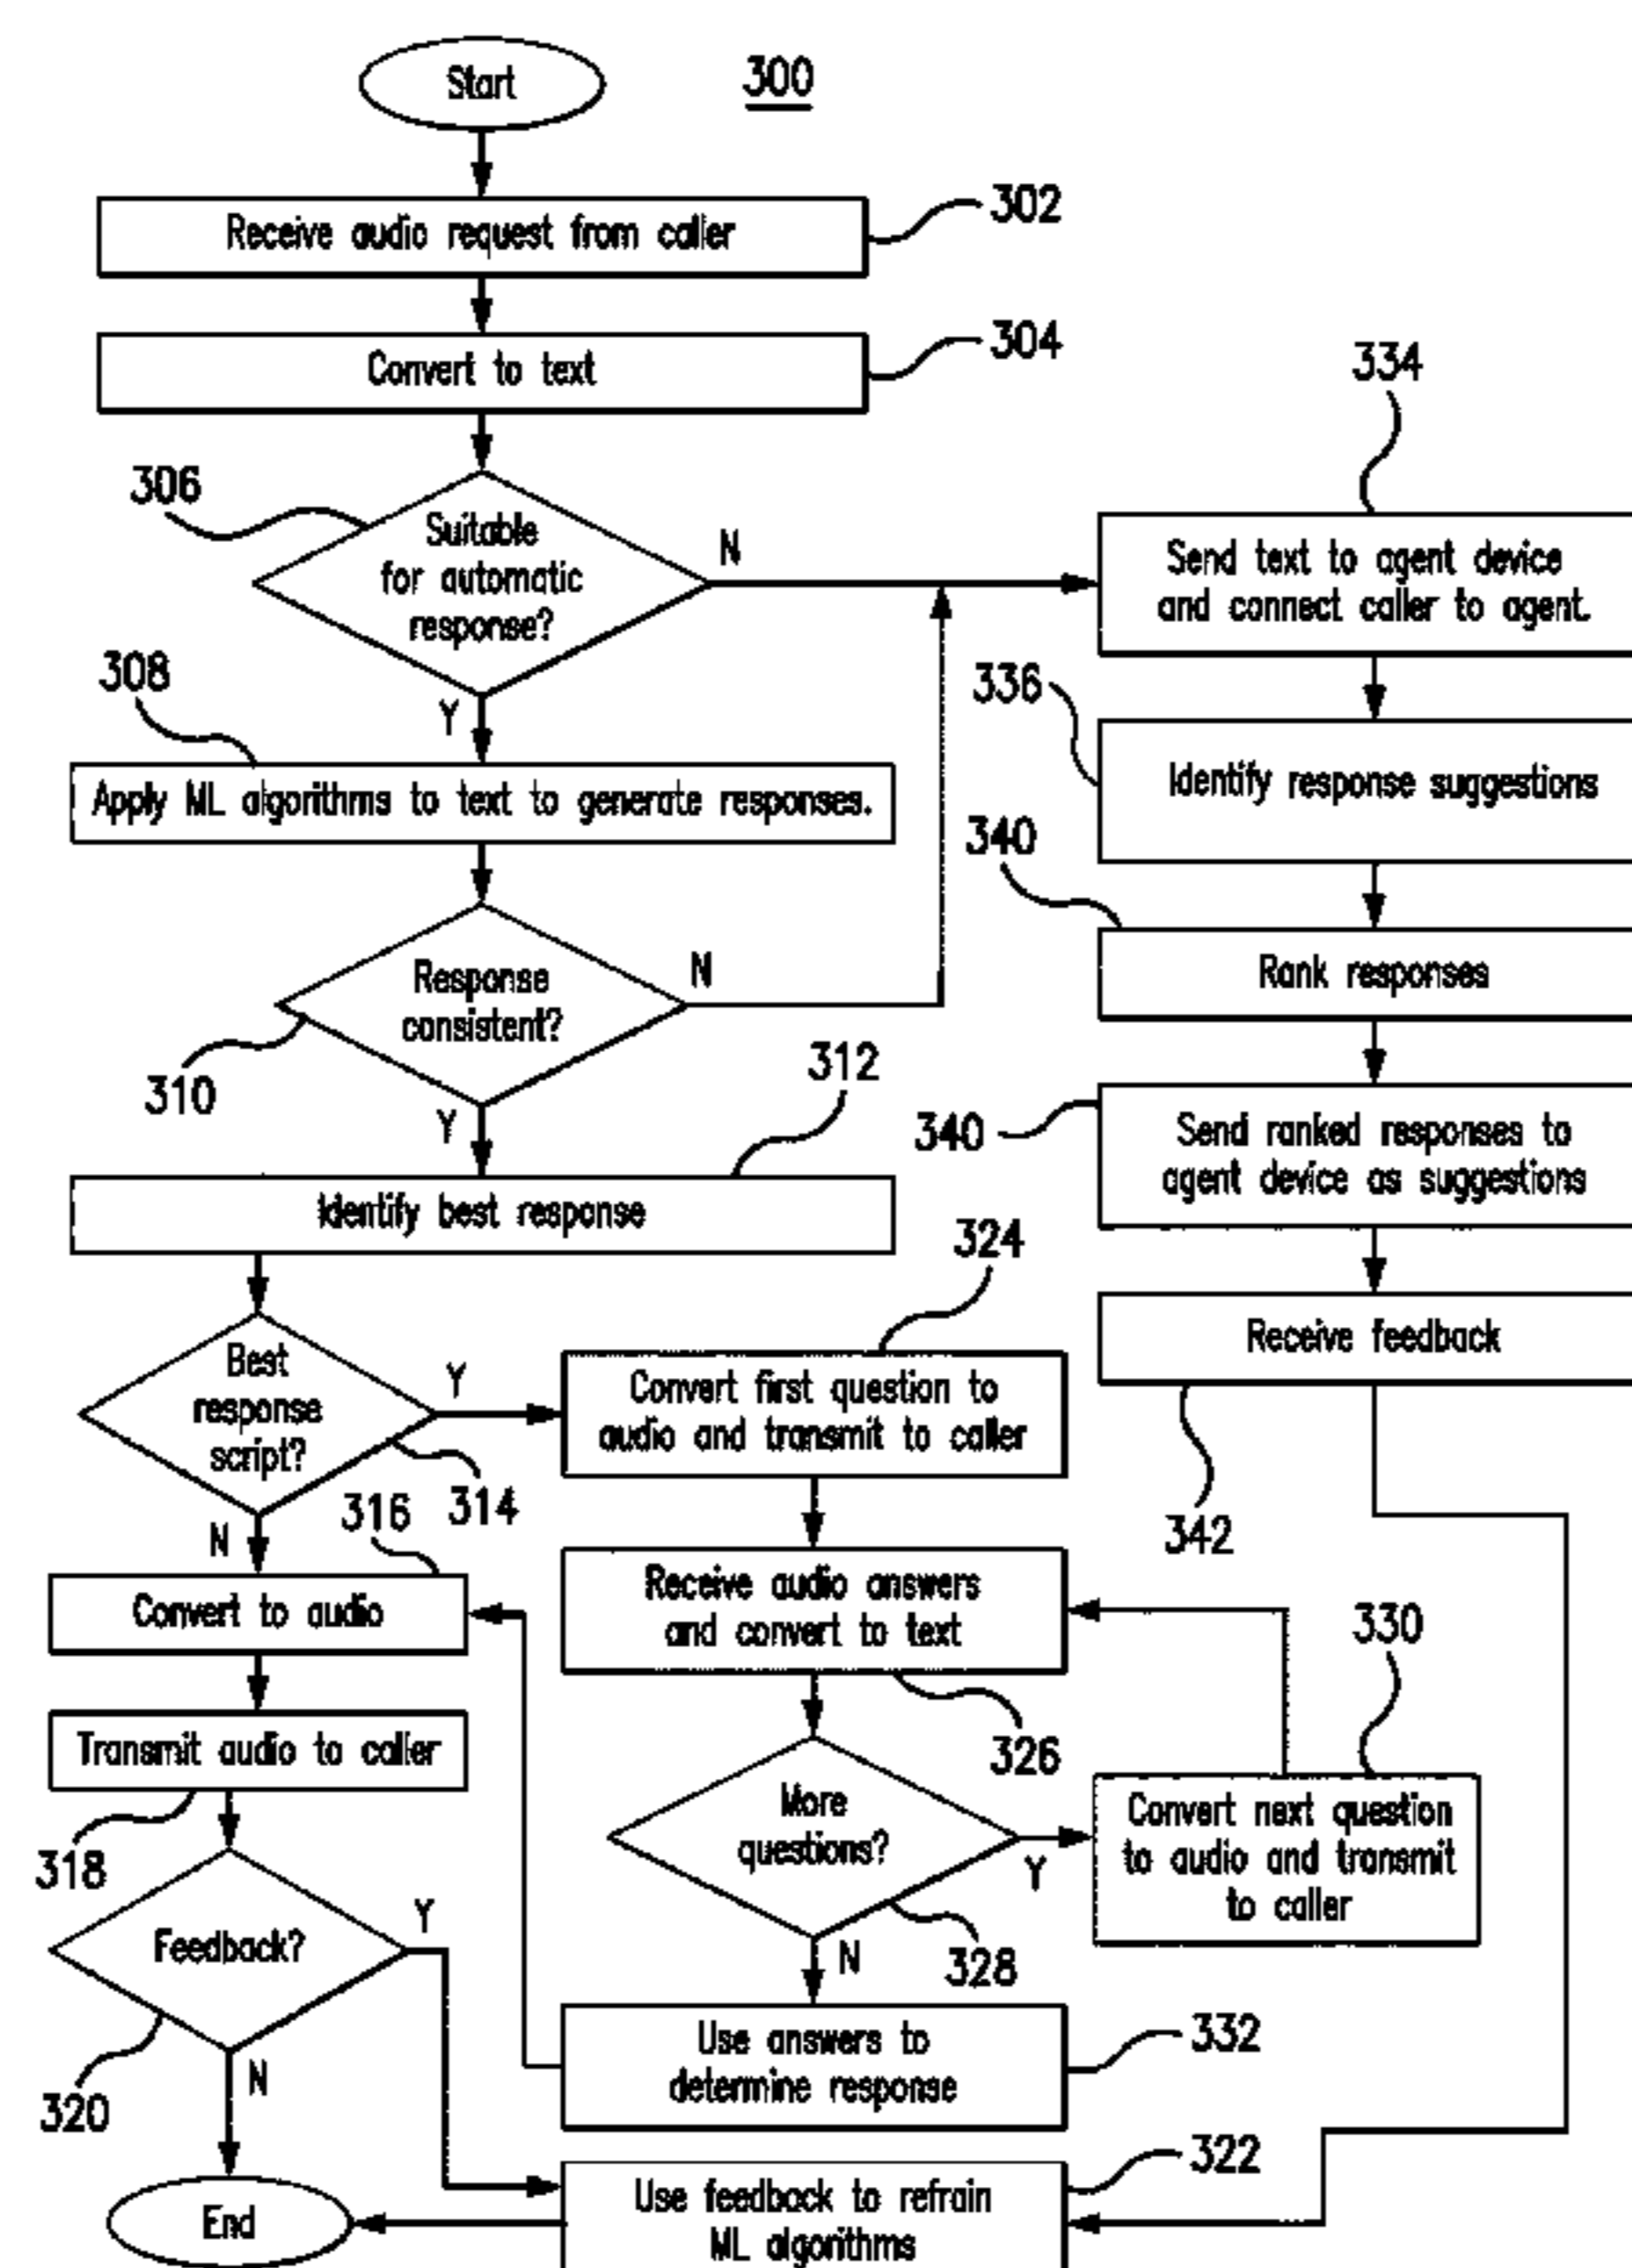 Start
300
Receive audio request from caller
302
Convert to text
304
306
Suitable
for automatic
response?
N
Y
334
Send text to agent device
and connect caller to agent.
308
Apply ML algorithms to text to generate responses.
336
Identify response suggestions
340
Rank responses
Response
consistent?
N
310
Y
312
340
Send ranked responses to
agent device as suggestions
Identify best response
324
Receive feedback
342
Best
response
script?
Y
314
N
Convert first question to
audio and transmit to caller
316
Convert to audio
Receive audio answers
and convert to text
326
330
Transmit audio to caller
318
More
questions?
Y
328
N
Convert next question
to audio and transmit
to caller
Feedback?
Y
320
N
Use answers to
determine response
332
322
Use feedback to refrain
ML algorithms
End